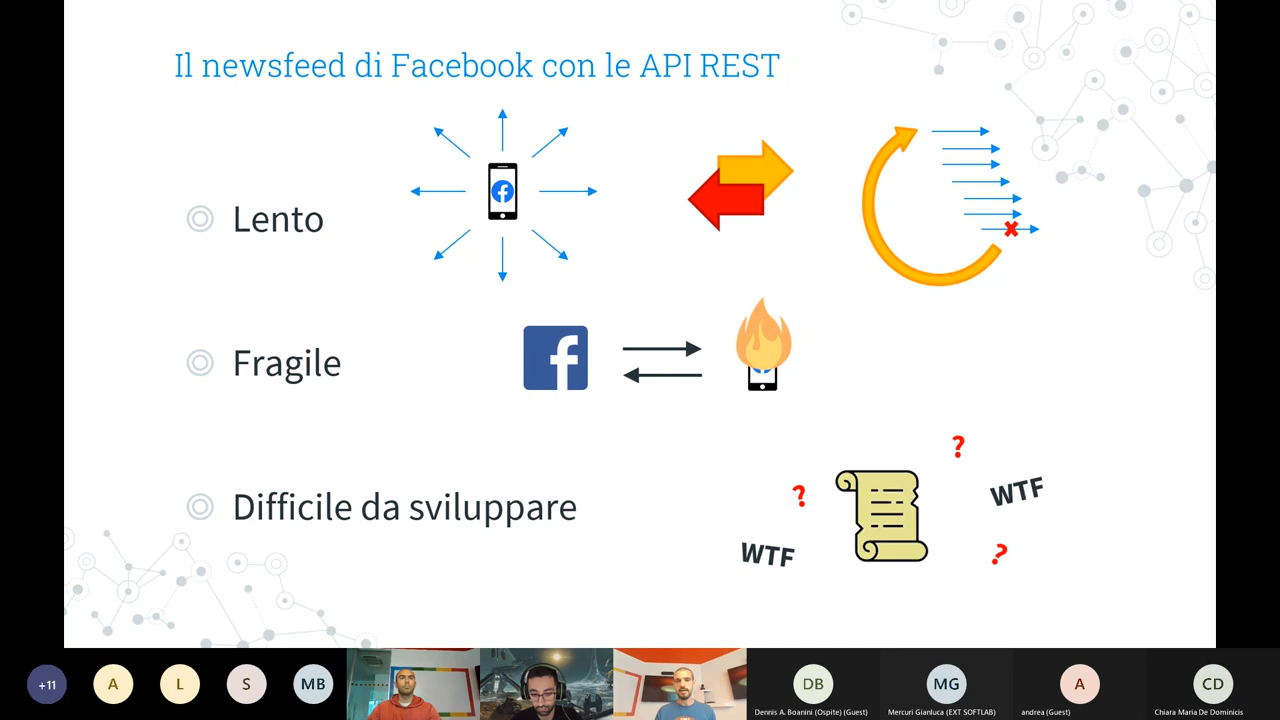 Il newsfeed di Facebook con le API REST
Lento
Fragile
Difficile da sviluppare
?
?
WTF
WTF
?
+11
A
L
S
MB
DB
MG
A
CD
Dennis A. Boanini (Ospite) (Guest)
Mercuri Gianluca (EXT SOFTLAB)
andrea (Guest)
Chiara Maria De Dominicis